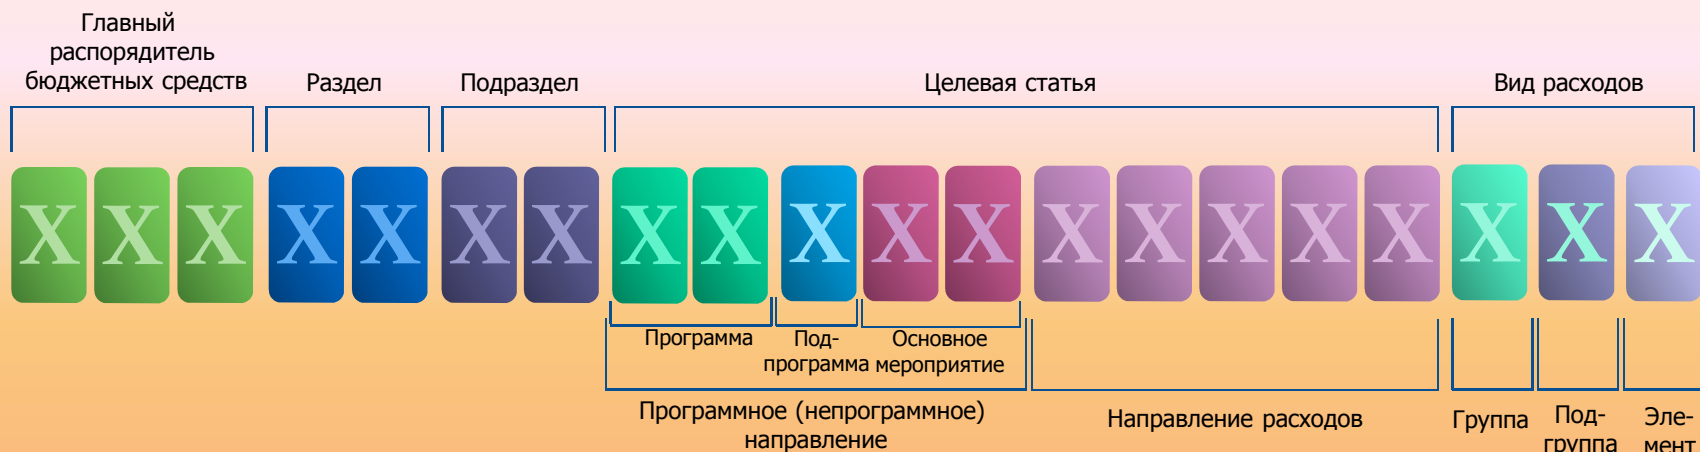 Главный
распорядитель
бюджетных средств
Раздел
Подраздел
Целевая статья
Вид расходов
X X X X X X X X X X X X X X X X X X X X
Программа
Под-
программа
Основное
мероприятие
Программное (непрограммное)
направление
Направление расходов
Группа
Под-
группа
Эле-
мент